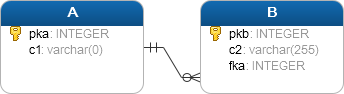 A
pka: INTEGER
c1: varchar(0)
B
pkb: INTEGER
c2: varchar(255)
fka: INTEGER